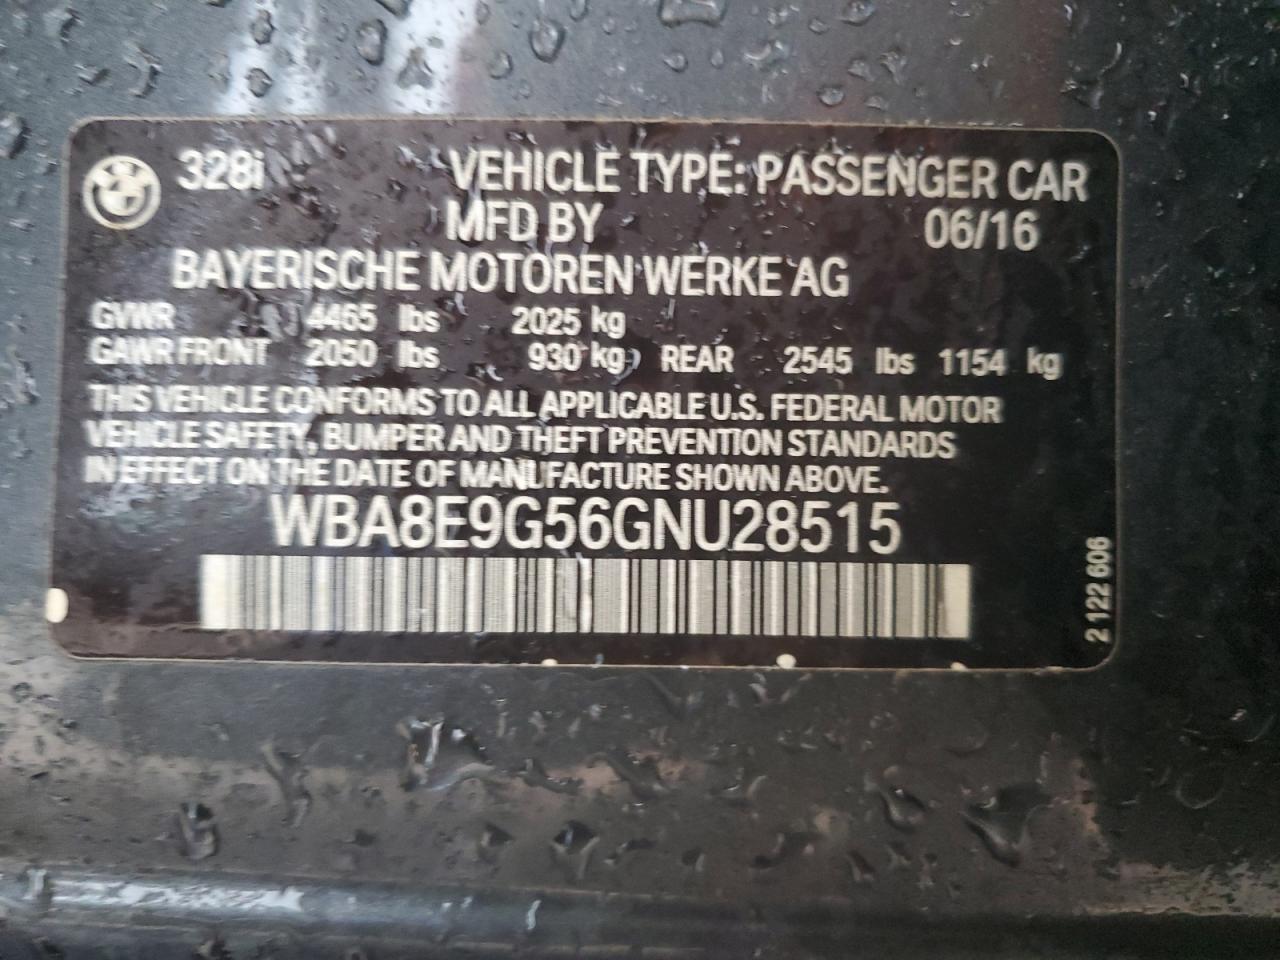 328i VEHICLE TYPE: PASSENGER CAR
MFD BY 06/16
BAYERISCHE MOTOREN WERKE AG
GVWR 4465 lbs 2025 kg
GAWR FRONT 2050 lbs 930 kg REAR 2545 lbs 1154 kg
THIS VEHICLE CONFORMS TO ALL APPLICABLE U.S. FEDERAL MOTOR
VEHICLE SAFETY, BUMPER AND THEFT PREVENTION STANDARDS
IN EFFECT ON THE DATE OF MANUFACTURE SHOWN ABOVE.
WBA8E9G56GNU28515
2 122 606